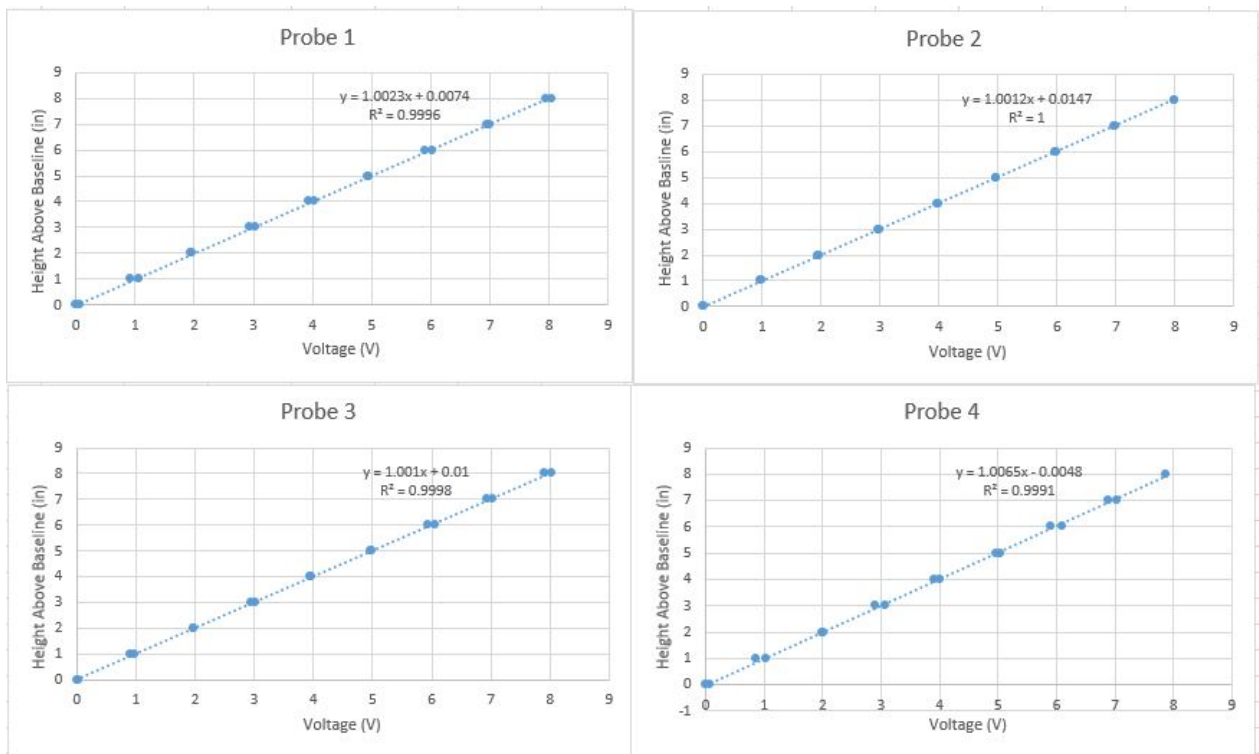 Probe 1
y = 1.0023x + 0.0074
R² = 0.9996
Height Above Baseline (in)
9
8
7
6
5
4
3
2
1
0
0 1 2 3 4 5 6 7 8 9
Voltage (V)
Probe 2
y = 1.0012x + 0.0147
R² = 1
Height Above Basline (in)
9
8
7
6
5
4
3
2
1
0
0 1 2 3 4 5 6 7 8 9
Voltage (V)
Probe 3
y = 1.001x + 0.01
R² = 0.9998
Height Above Baseline (in)
9
8
7
6
5
4
3
2
1
0
0 1 2 3 4 5 6 7 8 9
Voltage (V)
Probe 4
y = 1.0065x - 0.0048
R² = 0.9991
Height Above Baseline (in)
9
8
7
6
5
4
3
2
1
0
-1
0 1 2 3 4 5 6 7 8 9
Voltage (V)